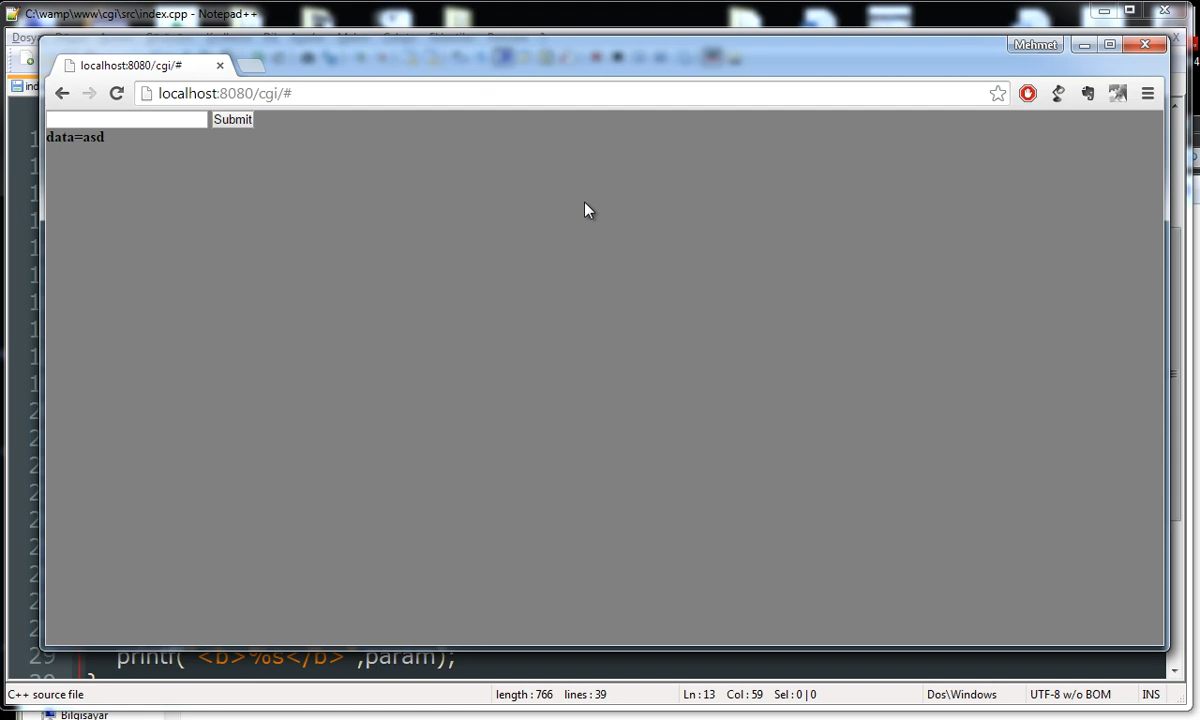 C:\wamp\www\cgi\src\index.cpp - Notepad++
Dosya
Mehmet
localhost:8080/cgi/#
localhost:8080/cgi/#
Submit
data=asd
29 printf("<b>%s</b>",param);
C++ source file length : 766 lines : 39 Ln : 13 Col : 59 Sel : 0 | 0 Dos\Windows UTF-8 w/o BOM INS
Bilgisayar